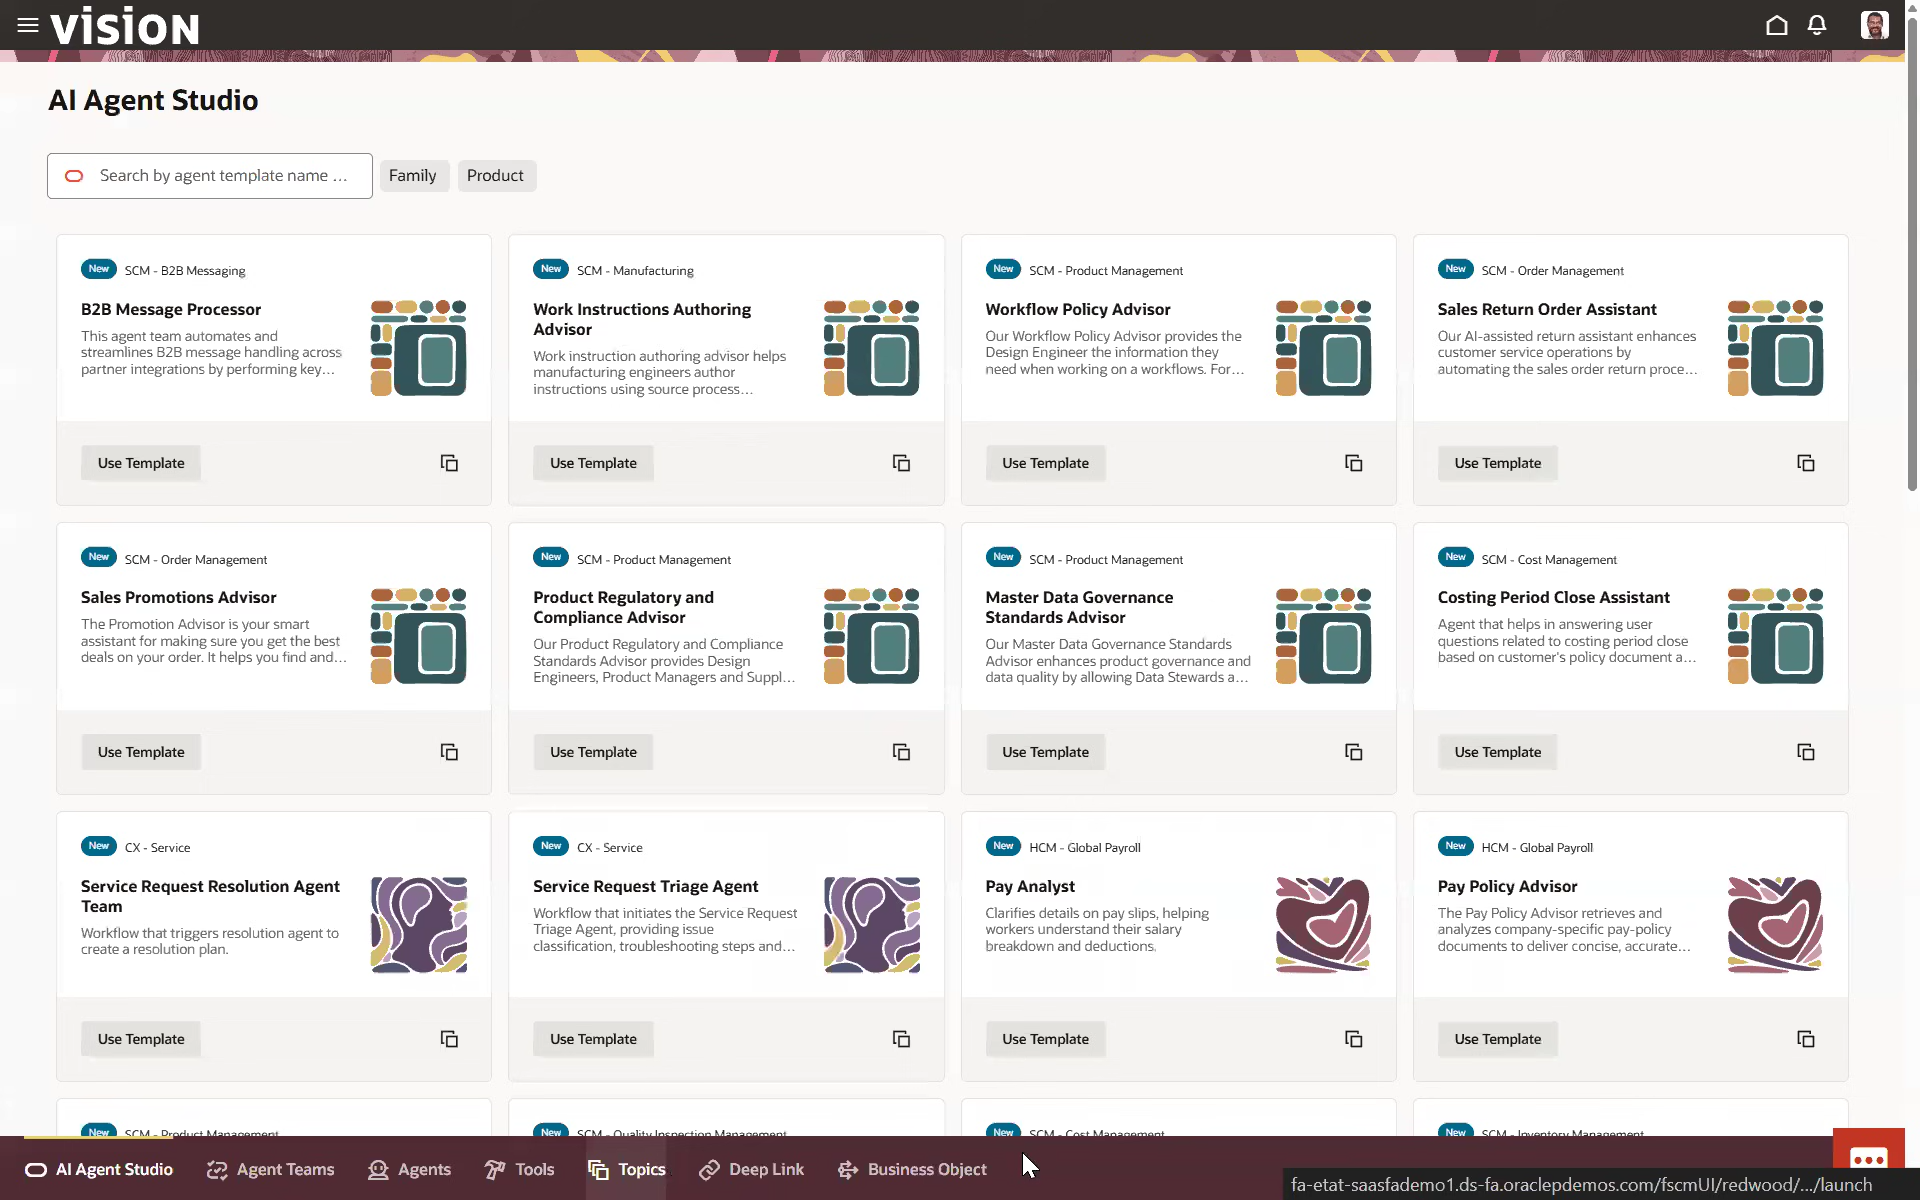 vision
AI Agent Studio
Search by agent template name ...
Family
Product
New SCM - B2B Messaging
B2B Message Processor
This agent team automates and
streamlines B2B message handling across
partner integrations by performing key...
Use Template
New SCM - Manufacturing
Work Instructions Authoring
Advisor
Work instruction authoring advisor helps
manufacturing engineers author
instructions using source process...
Use Template
New SCM - Product Management
Workflow Policy Advisor
Our Workflow Policy Advisor provides the
Design Engineer the information they
need when working on a workflows. For...
Use Template
New SCM - Order Management
Sales Return Order Assistant
Our AI-assisted return assistant enhances
customer service operations by
automating the sales order return proce...
Use Template
New SCM - Order Management
Sales Promotions Advisor
The Promotion Advisor is your smart
assistant for making sure you get the best
deals on your order. It helps you find and...
Use Template
New SCM - Product Management
Product Regulatory and
Compliance Advisor
Our Product Regulatory and Compliance
Standards Advisor provides Design
Engineers, Product Managers and Suppl...
Use Template
New SCM - Product Management
Master Data Governance
Standards Advisor
Our Master Data Governance Standards
Advisor enhances product governance and
data quality by allowing Data Stewards a...
Use Template
New SCM - Cost Management
Costing Period Close Assistant
Agent that helps in answering user
questions related to costing period close
based on customer's policy document a...
Use Template
New CX - Service
Service Request Resolution Agent
Team
Workflow that triggers resolution agent to
create a resolution plan.
Use Template
New CX - Service
Service Request Triage Agent
Workflow that initiates the Service Request
Triage Agent, providing issue
classification, troubleshooting steps and...
Use Template
New HCM - Global Payroll
Pay Analyst
Clarifies details on pay slips, helping
workers understand their salary
breakdown and deductions.
Use Template
New HCM - Global Payroll
Pay Policy Advisor
The Pay Policy Advisor retrieves and
analyzes company-specific pay-policy
documents to deliver concise, accurate...
Use Template
New SCM - Product Management
New SCM - Quality Inspection Management
New SCM - Cost Management
New SCM - Inventory Management
AI Agent Studio
Agent Teams
Agents
Tools
Topics
Deep Link
Business Object
fa-etat-saasfademo1.ds-fa.oraclepdemos.com/fscmUI/redwood/.../launch